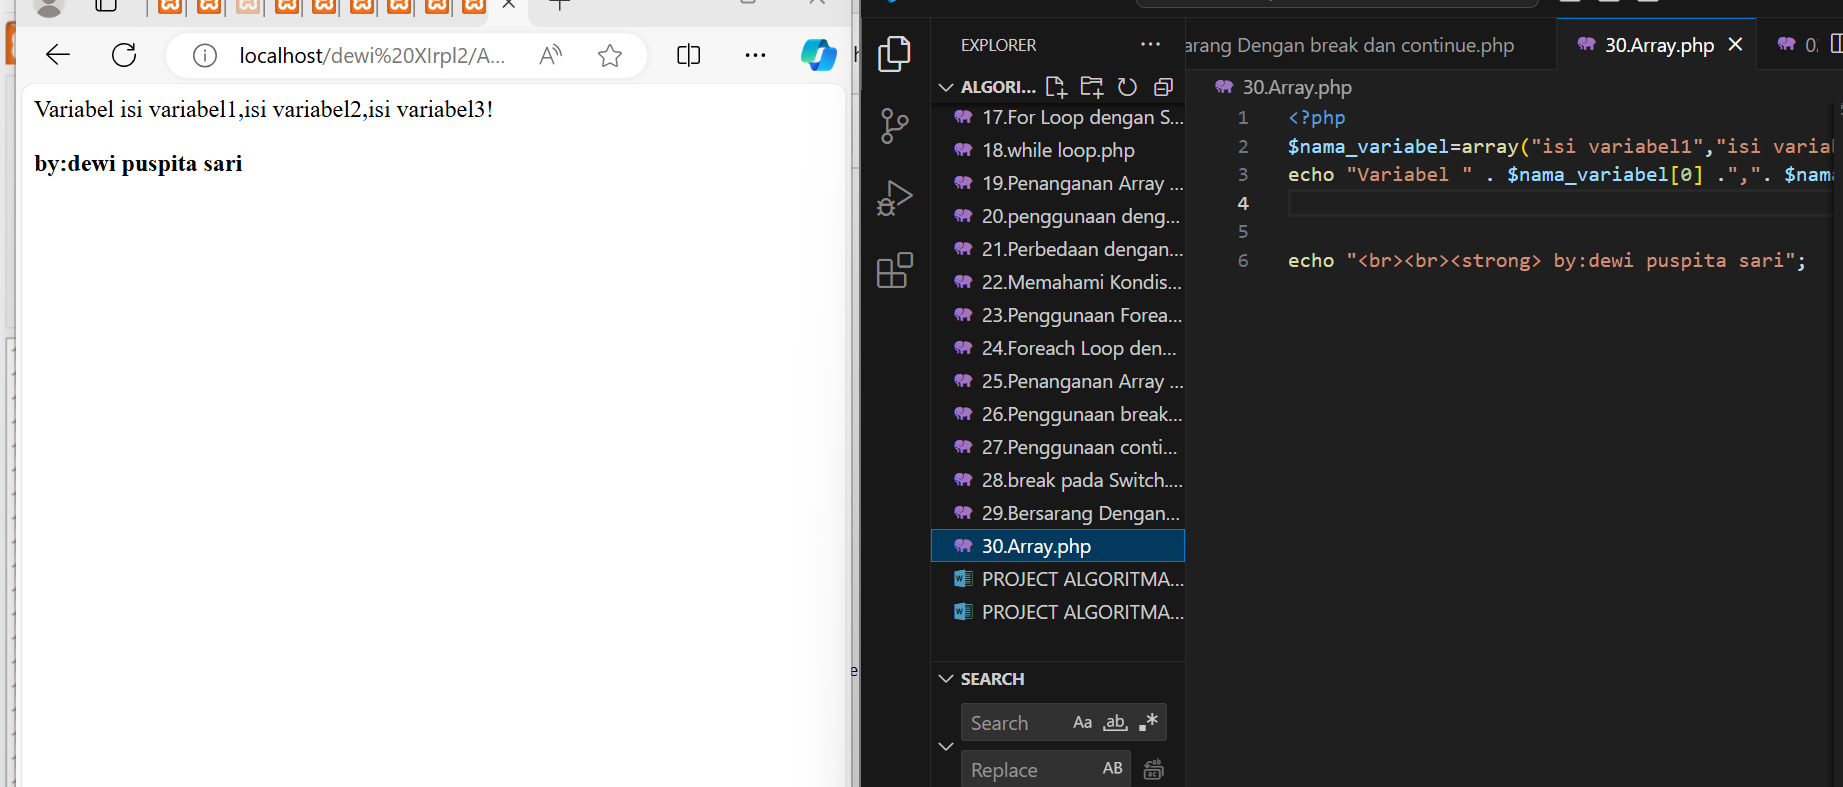 localhost/dewi%20XIrpl2/A...
Variabel isi variabel1,isi variabel2,isi variabel3!
by:dewi puspita sari
EXPLORER
ALGORI...
17.For Loop dengan S...
18.while loop.php
19.Penanganan Array ...
20.penggunaan deng...
21.Perbedaan dengan...
22.Memahami Kondis...
23.Penggunaan Forea...
24.Foreach Loop den...
25.Penanganan Array ...
26.Penggunaan break...
27.Penggunaan conti...
28.break pada Switch....
29.Bersarang Dengan...
30.Array.php
PROJECT ALGORITMA...
PROJECT ALGORITMA...
SEARCH
Search Aa ab
Replace AB
arang Dengan break dan continue.php 30.Array.php
30.Array.php
1 <?php
2 $nama_variabel=array("isi variabel1","isi varia
3 echo "Variabel " . $nama_variabel[0] .",". $nam
4
5
6 echo "<br><br><strong> by:dewi puspita sari";